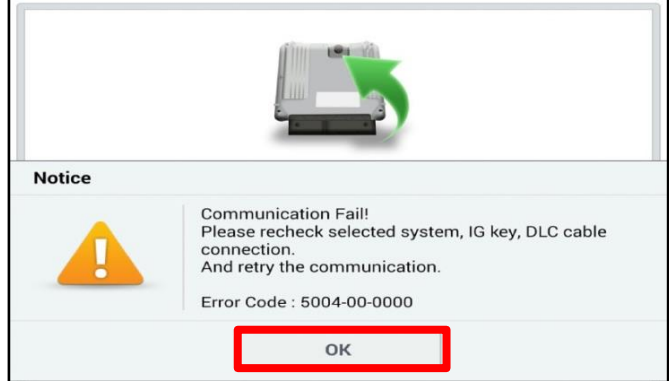 Notice
Communication Fail!
Please recheck selected system, IG key, DLC cable
connection.
And retry the communication.
Error Code : 5004-00-0000
OK